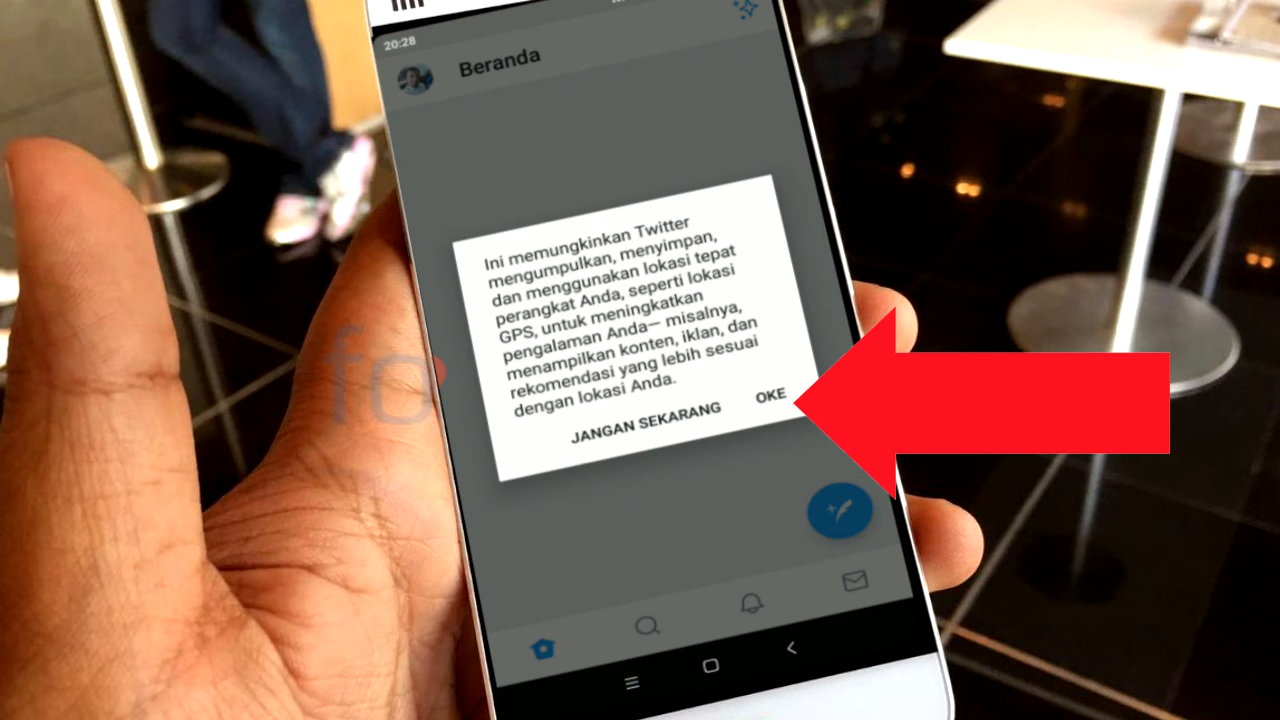 20:28
Beranda
Ini memungkinkan Twitter
mengumpulkan, menyimpan,
dan menggunakan lokasi tepat
perangkat Anda, seperti lokasi
GPS, untuk meningkatkan
pengalaman Anda— misalnya,
menampilkan konten, iklan, dan
rekomendasi yang lebih sesuai
dengan lokasi Anda.
JANGAN SEKARANG OKE
fo